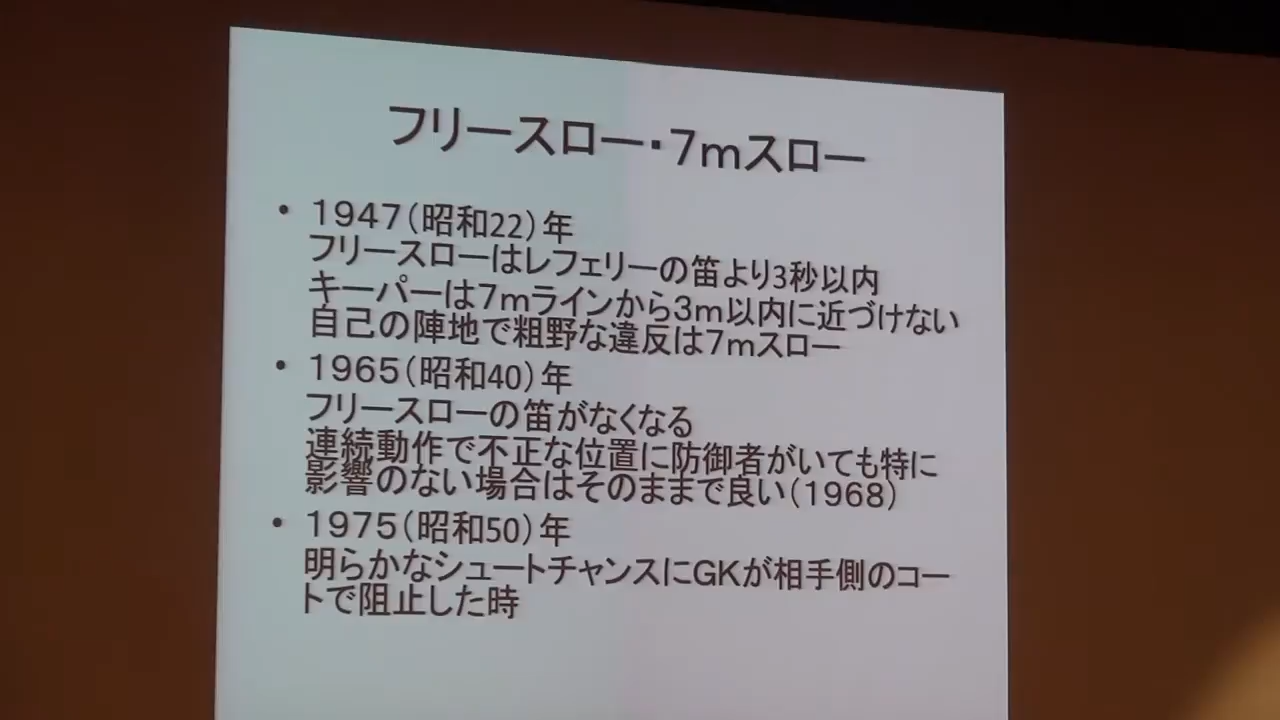 フリースロー・7mスロー
• 1947(昭和22)年
フリースローはレフェリーの笛より3秒以内
キーパーは7mラインから3m以内に近づけない
自己の陣地で粗野な違反は7mスロー
• 1965(昭和40)年
フリースローの笛がなくなる
連続動作で不正な位置に防御者がいても特に
影響のない場合はそのままで良い(1968)
• 1975(昭和50)年
明らかなシュートチャンスにGKが相手側のコー
トで阻止した時